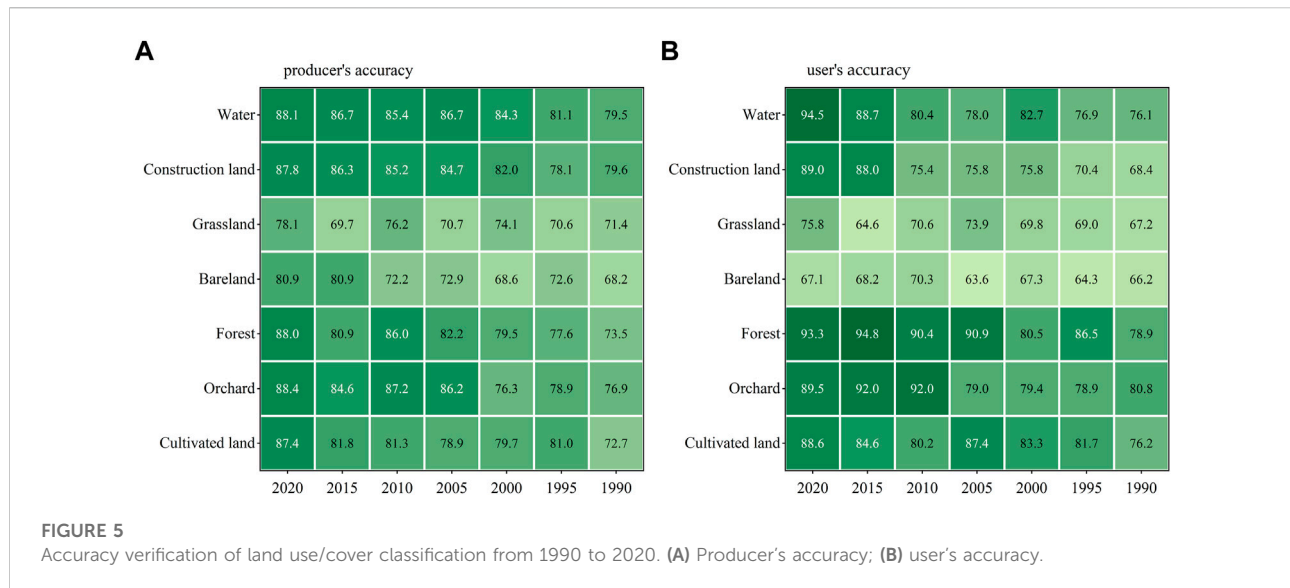 A
producer's accuracy
Water 88.1 86.7 85.4 86.7 84.3 81.1 79.5
Construction land 87.8 86.3 85.2 84.7 82.0 78.1 79.6
Grassland 78.1 69.7 76.2 70.7 74.1 70.6 71.4
Bareland 80.9 80.9 72.2 72.9 68.6 72.6 68.2
Forest 88.0 80.9 86.0 82.2 79.5 77.6 73.5
Orchard 88.4 84.6 87.2 86.2 76.3 78.9 76.9
Cultivated land 87.4 81.8 81.3 78.9 79.7 81.0 72.7
2020 2015 2010 2005 2000 1995 1990
B
user's accuracy
Water 94.5 88.7 80.4 78.0 82.7 76.9 76.1
Construction land 89.0 88.0 75.4 75.8 75.8 70.4 68.4
Grassland 75.8 64.6 70.6 73.9 69.8 69.0 67.2
Bareland 67.1 68.2 70.3 63.6 67.3 64.3 66.2
Forest 93.3 94.8 90.4 90.9 80.5 86.5 78.9
Orchard 89.5 92.0 92.0 79.0 79.4 78.9 80.8
Cultivated land 88.6 84.6 80.2 87.4 83.3 81.7 76.2
2020 2015 2010 2005 2000 1995 1990
FIGURE 5
Accuracy verification of land use/cover classification from 1990 to 2020. (A) Producer's accuracy; (B) user's accuracy.